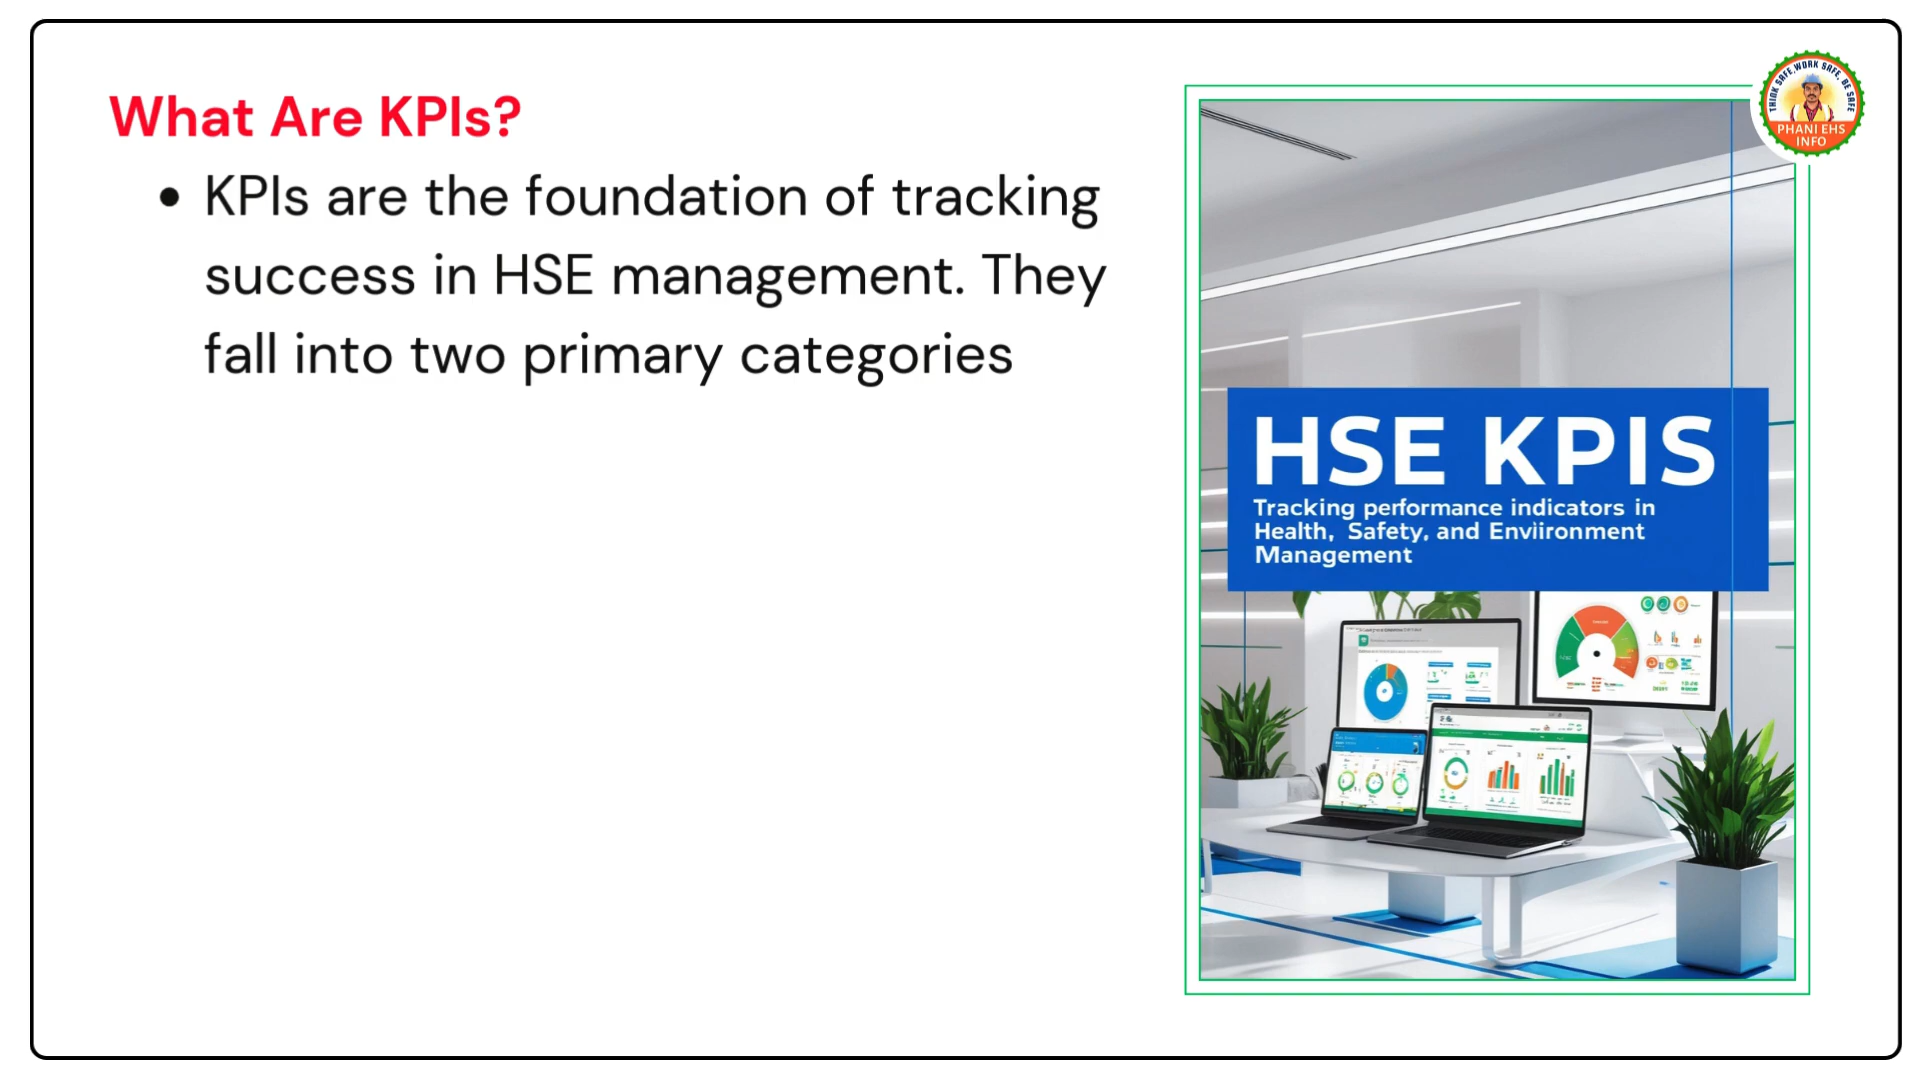 What Are KPIs?
• KPIs are the foundation of tracking
success in HSE management. They
fall into two primary categories
THINK SAFE, WORK SAFE, BE SAFE
PHANI EHS
INFO
HSE KPIS
Tracking performance indicators in
Health, Safety, and Enviironment
Management